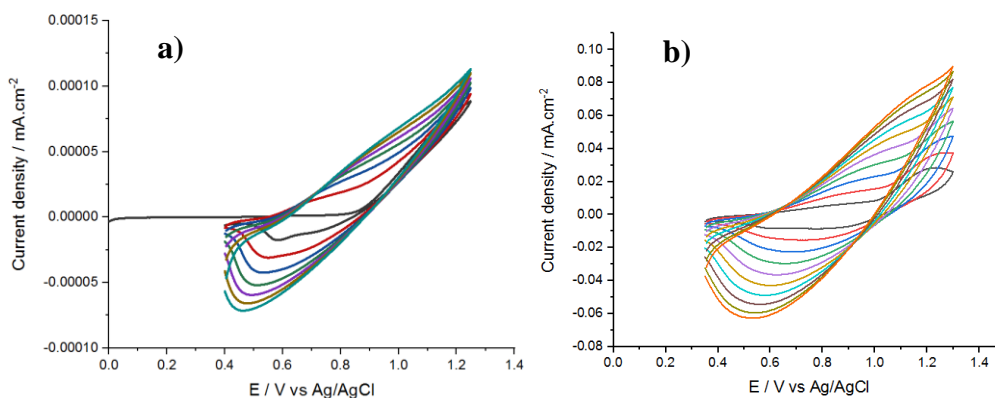 a)
0.00015
0.00010
0.00005
0.00000
-0.00005
-0.00010
Current density / mA.cm-2
0.0 0.2 0.4 0.6 0.8 1.0 1.2 1.4
E / V vs Ag/AgCl
b)
0.10
0.08
0.06
0.04
0.02
0.00
-0.02
-0.04
-0.06
-0.08
Current density / mA.cm-2
0.0 0.2 0.4 0.6 0.8 1.0 1.2 1.4
E / V vs Ag/AgCl